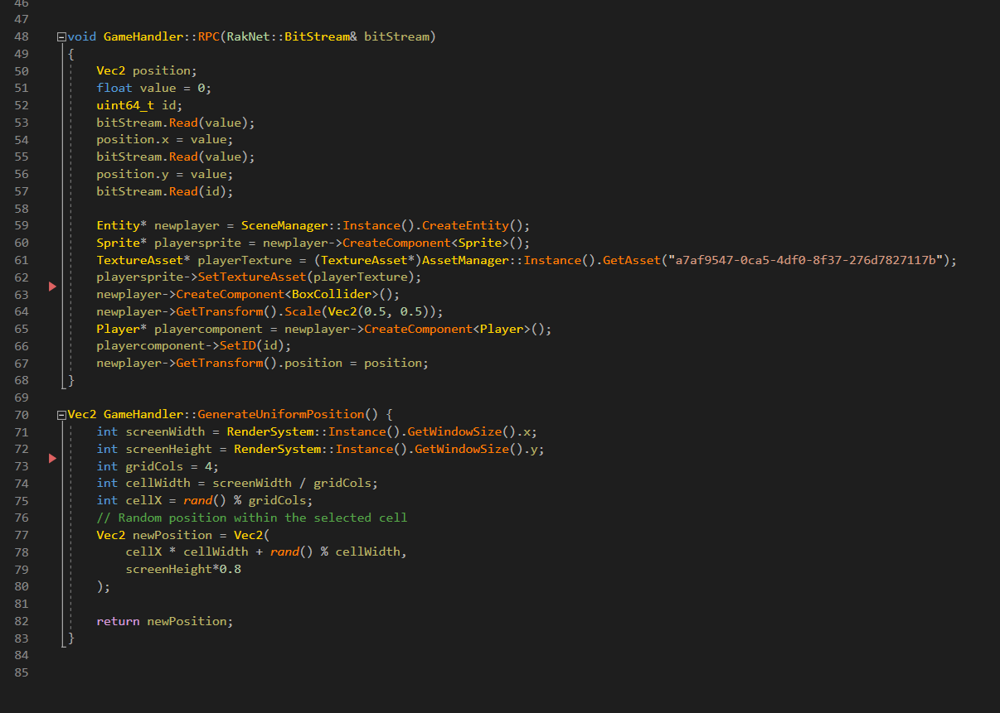 46
47
48 void GameHandler::RPC(RakNet::BitStream& bitStream)
49 {
50 Vec2 position;
51 float value = 0;
52 uint64_t id;
53 bitStream.Read(value);
54 position.x = value;
55 bitStream.Read(value);
56 position.y = value;
57 bitStream.Read(id);
58
59 Entity* newplayer = SceneManager::Instance().CreateEntity();
60 Sprite* playersprite = newplayer->CreateComponent<Sprite>();
61 TextureAsset* playerTexture = (TextureAsset*)AssetManager::Instance().GetAsset("a7af9547-0ca5-4df0-8f37-276d7827117b");
62 playersprite->SetTextureAsset(playerTexture);
63 newplayer->CreateComponent<BoxCollider>();
64 newplayer->GetTransform().Scale(Vec2(0.5, 0.5));
65 Player* playercomponent = newplayer->CreateComponent<Player>();
66 playercomponent->SetID(id);
67 newplayer->GetTransform().position = position;
68 }
69
70 Vec2 GameHandler::GenerateUniformPosition() {
71 int screenWidth = RenderSystem::Instance().GetWindowSize().x;
72 int screenHeight = RenderSystem::Instance().GetWindowSize().y;
73 int gridCols = 4;
74 int cellWidth = screenWidth / gridCols;
75 int cellX = rand() % gridCols;
76 // Random position within the selected cell
77 Vec2 newPosition = Vec2(
78 cellX * cellWidth + rand() % cellWidth,
79 screenHeight*0.8
80 );
81
82 return newPosition;
83 }
84
85